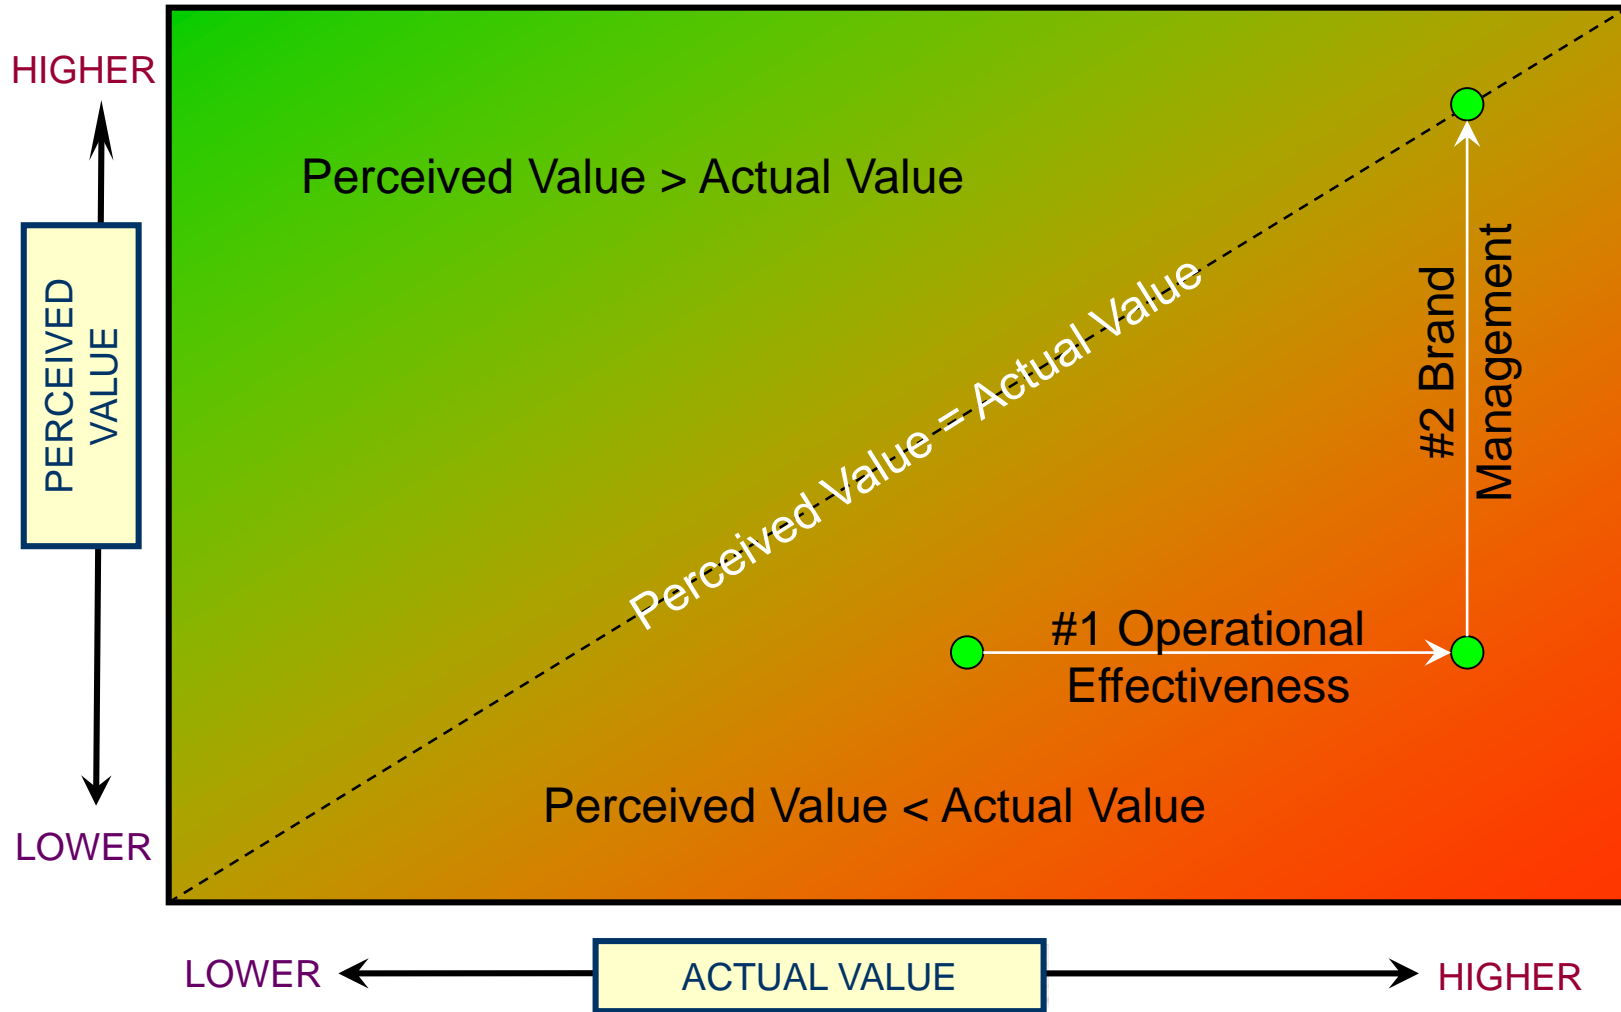 HIGHER
Perceived Value > Actual Value
PERCEIVED
VALUE
Perceived Value = Actual Value
#2 Brand
Management
#1 Operational
Effectiveness
Perceived Value < Actual Value
LOWER
LOWER
ACTUAL VALUE
HIGHER